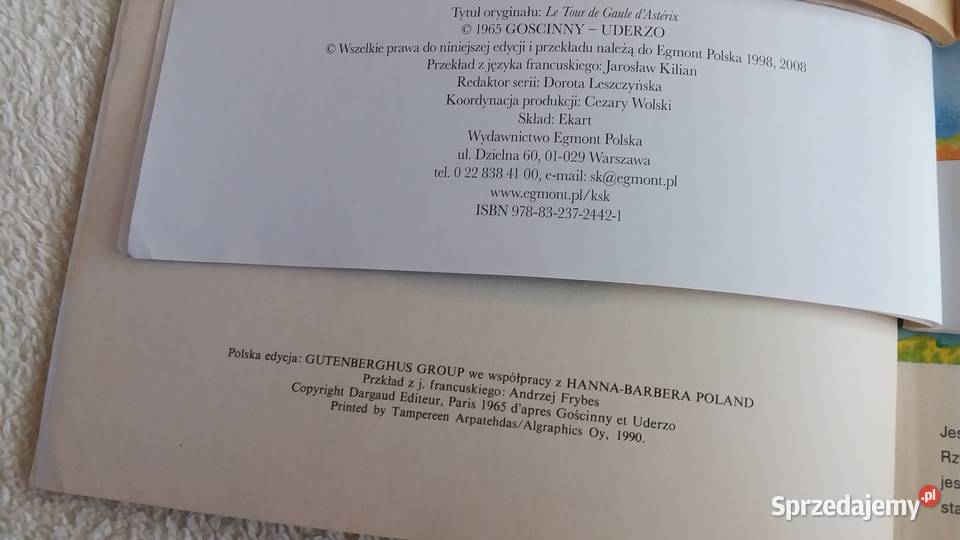 Tytuł oryginału: Le Tour de Gaule d'Astérix
© 1965 GOSCINNY – UDERZO
© Wszelkie prawa do niniejszej edycji i przekładu należą do Egmont Polska 1998, 2008
Przekład z języka francuskiego: Jarosław Kilian
Redaktor serii: Dorota Leszczyńska
Koordynacja produkcji: Cezary Wolski
Skład: Ekart
Wydawnictwo Egmont Polska
ul. Dzielna 60, 01-029 Warszawa
tel. 0 22 838 41 00, e-mail: sk@egmont.pl
www.egmont.pl/ksk
ISBN 978-83-237-2442-1
Polska edycja: GUTENBERGHUS GROUP we współpracy z HANNA-BARBERA POLAND
Przkład z j. francuskiego: Andrzej Frybes
Copyright Dargaud Editeur, Paris 1965 d'apres Gościnny et Uderzo
Printed by Tampereen Arpatehdas/Algraphics Oy, 1990.
Jes
Rz
jes
sta
Sprzedajemy.pl